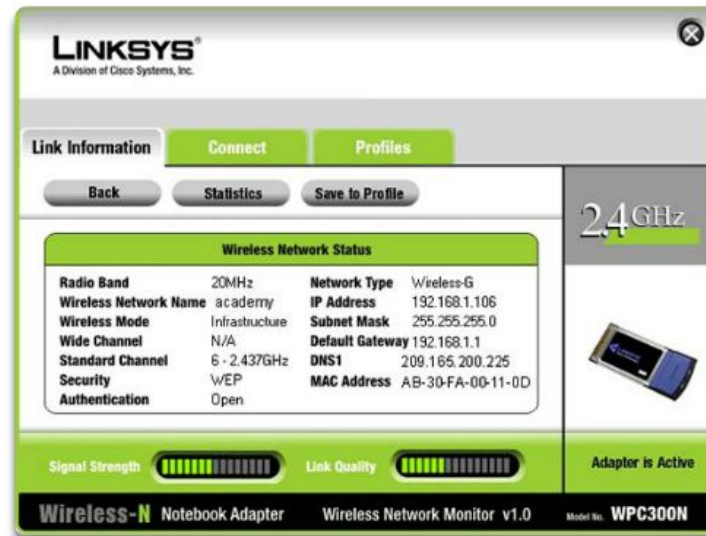 LINKSYS®
A Division of Cisco Systems, Inc.
Link Information Connect Profiles
Back Statistics Save to Profile
2.4GHz
Wireless Network Status
Radio Band 20MHz Network Type Wireless-G
Wireless Network Name academy IP Address 192.168.1.106
Wireless Mode Infrastructure Subnet Mask 255.255.255.0
Wide Channel N/A Default Gateway 192.168.1.1
Standard Channel 6 - 2.437GHz DNS1 209.165.200.225
Security WEP MAC Address AB-30-FA-00-11-0D
Authentication Open
Signal Strength Link Quality Adapter is Active
Wireless-N Notebook Adapter Wireless Network Monitor v1.0 Model No. WPC300N